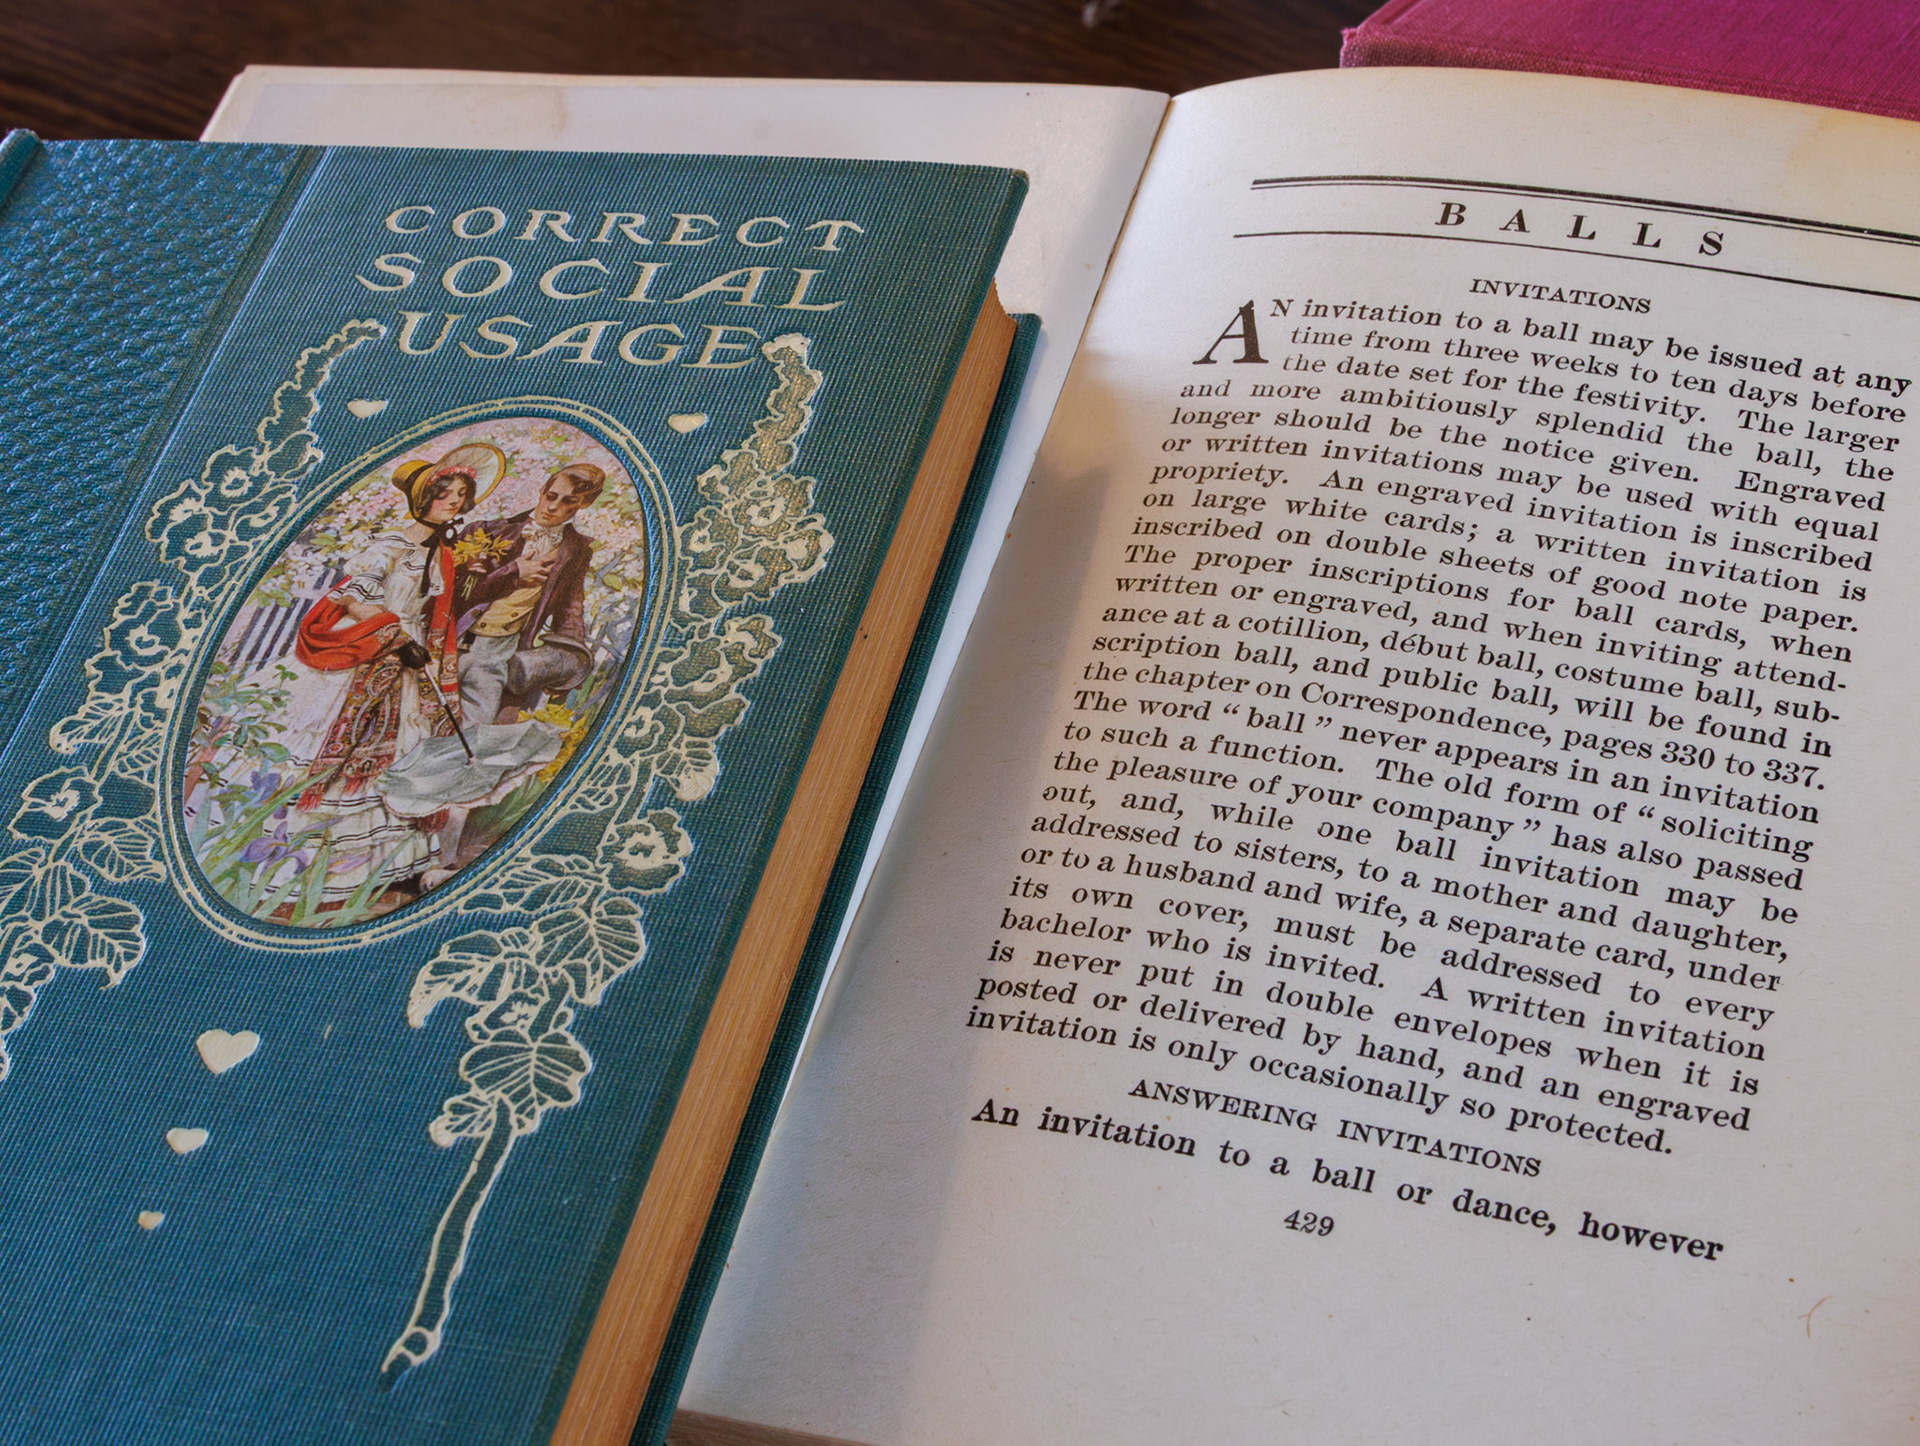 CORRECT
SOCIAL
USAGE
BALLS
INVITATIONS
AN invitation to a ball may be issued at any
time from three weeks to ten days before
the date set for the festivity. The larger
and more ambitiously splendid the ball, the
longer should be the notice given. Engraved
or written invitations may be used with equal
propriety. An engraved invitation is inscribed
on large white cards; a written invitation is
inscribed on double sheets of good note paper.
The proper inscriptions for ball cards, when
written or engraved, and when inviting attend-
ance at a cotillion, début ball, costume ball, sub-
scription ball, and public ball, will be found in
the chapter on Correspondence, pages 330 to 337.
The word “ ball ” never appears in an invitation
to such a function. The old form of “ soliciting
the pleasure of your company ” has also passed
out, and, while one ball invitation may be
addressed to sisters, to a mother and daughter,
or to a husband and wife, a separate card, under
its own cover, must be addressed to every
bachelor who is invited. A written invitation
is never put in double envelopes when it is
posted or delivered by hand, and an engraved
invitation is only occasionally so protected.
ANSWERING INVITATIONS
An invitation to a ball or dance, however
429